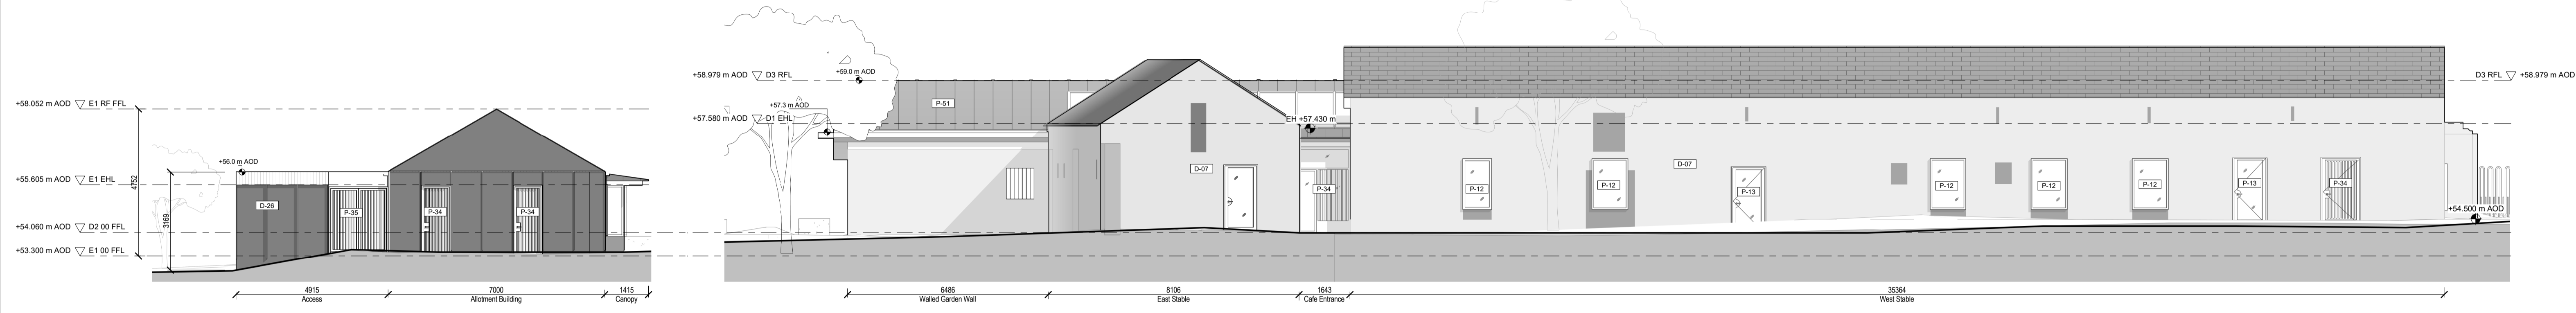 +58.052 m AOD E1 RF FFL
+56.0 m AOD
+55.605 m AOD E1 EHL
+54.060 m AOD D2 00 FFL
+53.300 m AOD E1 00 FFL
4752
3169
D-26
P-35
P-34
P-34
4915
Access
7000
Allotment Building
1415
Canopy
+58.979 m AOD D3 RFL
+59.0 m AOD
+57.3 m AOD
+57.580 m AOD D1 EHL
P-51
EH +57.430 m
D-07
P-34
P-12
P-12
D-07
P-13
P-12
P-12
P-12
P-13
P-34
D3 RFL +58.979 m AOD
+54.500 m AOD
6486
Walled Garden Wall
8106
East Stable
1643
Cafe Entrance
35364
West Stable